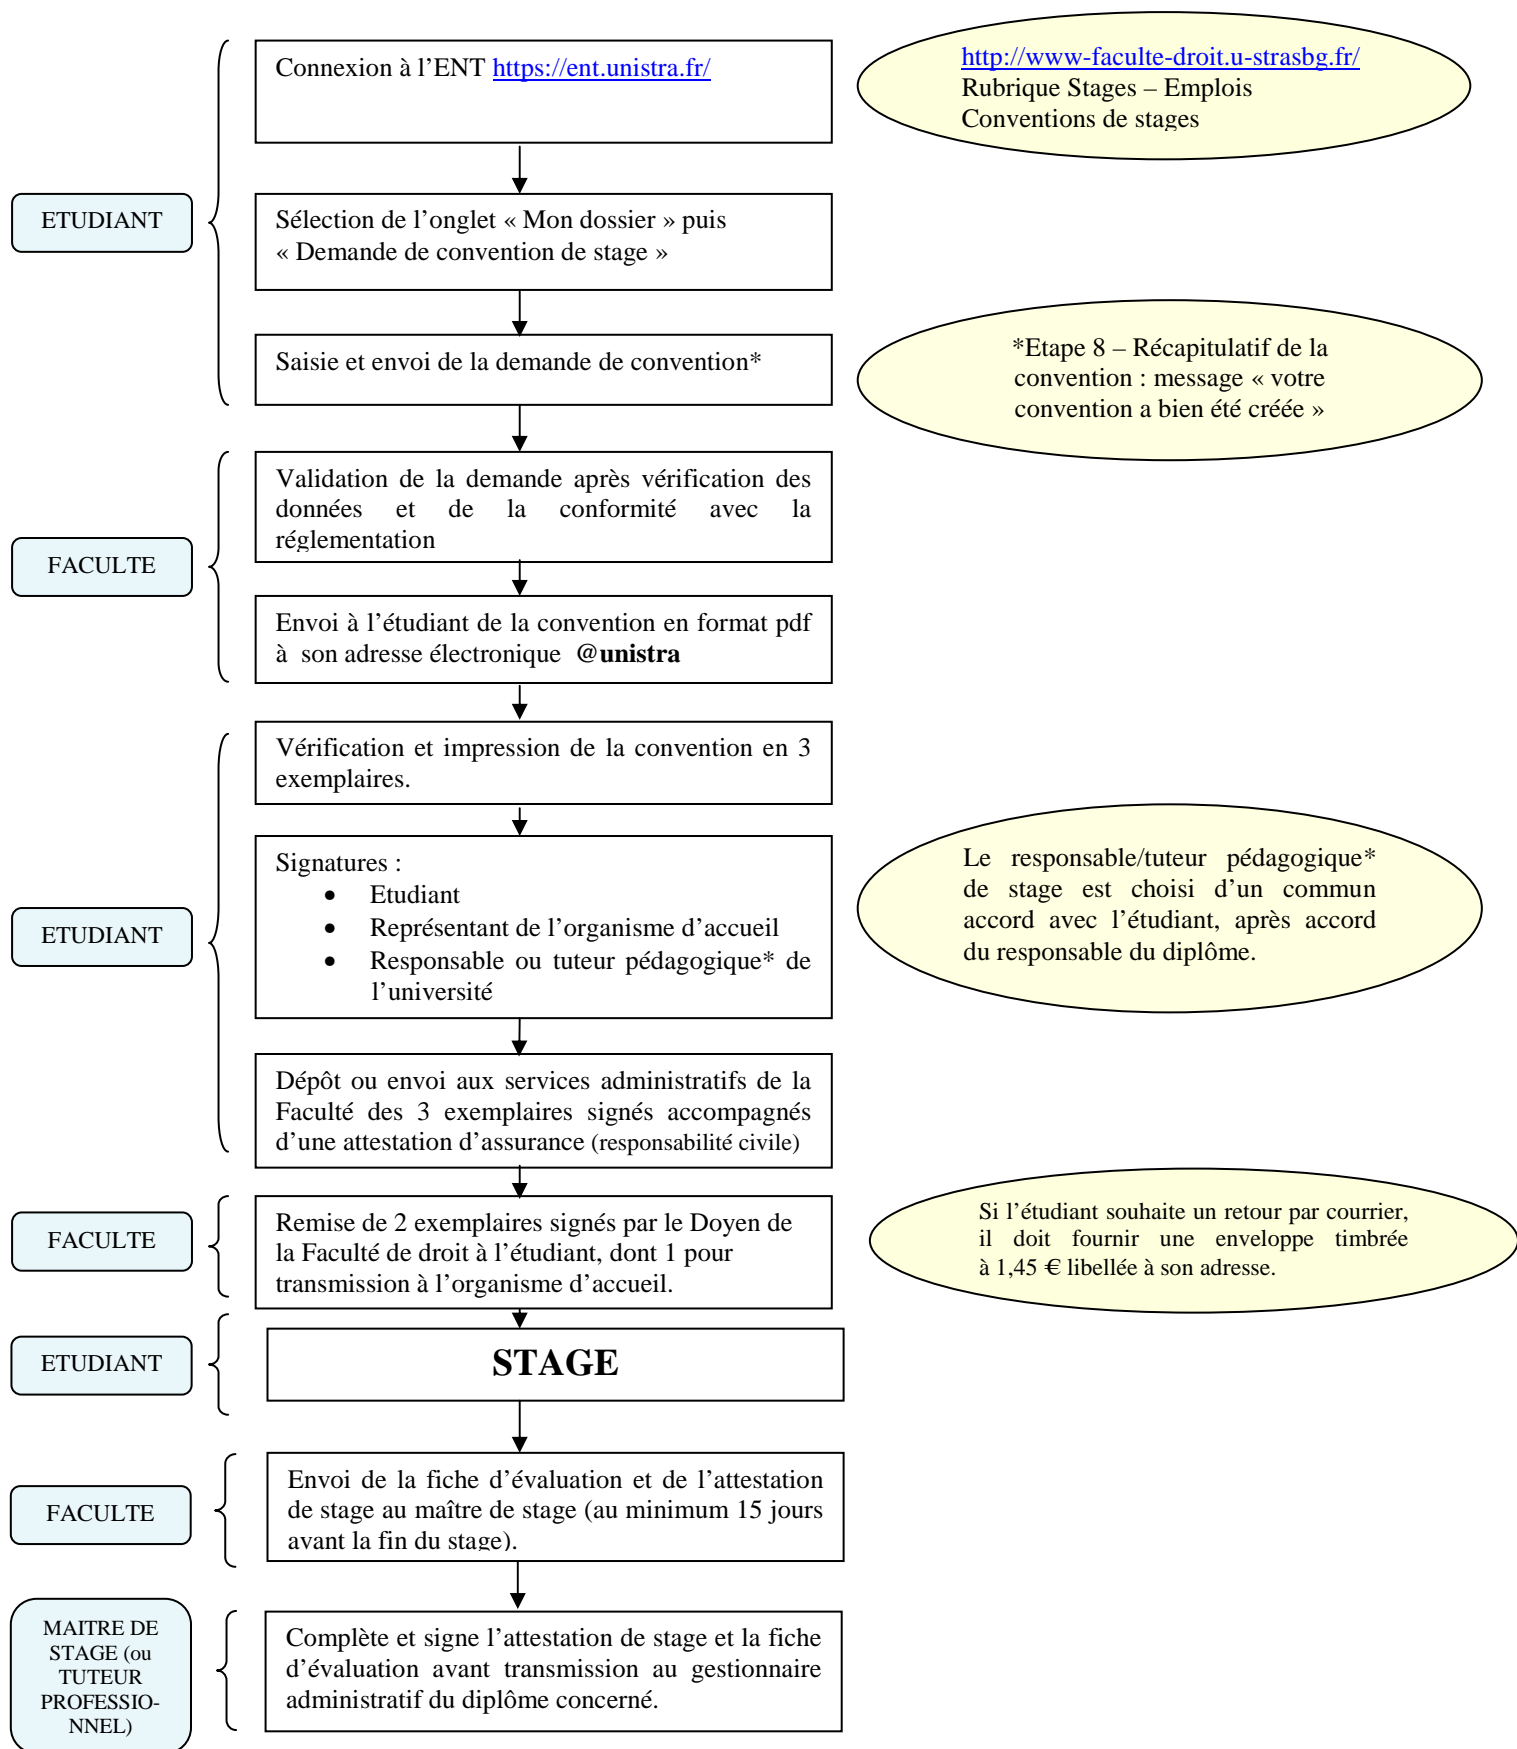 Connexion à l’ENT https://ent.unistra.fr/
http://www-faculte-droit.u-strasbg.fr/
Rubrique Stages – Emplois
Conventions de stages
ETUDIANT
Sélection de l’onglet « Mon dossier » puis
« Demande de convention de stage »
Saisie et envoi de la demande de convention*
*Etape 8 – Récapitulatif de la
convention : message « votre
convention a bien été créée »
FACULTE
Validation de la demande après vérification des
données et de la conformité avec la
réglementation
Envoi à l’étudiant de la convention en format pdf
à son adresse électronique @unistra
ETUDIANT
Vérification et impression de la convention en 3
exemplaires.
Signatures :
• Etudiant
• Représentant de l’organisme d’accueil
• Responsable ou tuteur pédagogique* de
l’université
Le responsable/tuteur pédagogique*
de stage est choisi d’un commun
accord avec l’étudiant, après accord
du responsable du diplôme.
Dépôt ou envoi aux services administratifs de la
Faculté des 3 exemplaires signés accompagnés
d’une attestation d’assurance (responsabilité civile)
FACULTE
Remise de 2 exemplaires signés par le Doyen de
la Faculté de droit à l’étudiant, dont 1 pour
transmission à l’organisme d’accueil.
Si l’étudiant souhaite un retour par courrier,
il doit fournir une enveloppe timbrée
à 1,45 € libellée à son adresse.
ETUDIANT
STAGE
FACULTE
Envoi de la fiche d’évaluation et de l’attestation
de stage au maître de stage (au minimum 15 jours
avant la fin du stage).
MAITRE DE
STAGE (ou
TUTEUR
PROFESSIO-
NNEL)
Complète et signe l’attestation de stage et la fiche
d’évaluation avant transmission au gestionnaire
administratif du diplôme concerné.